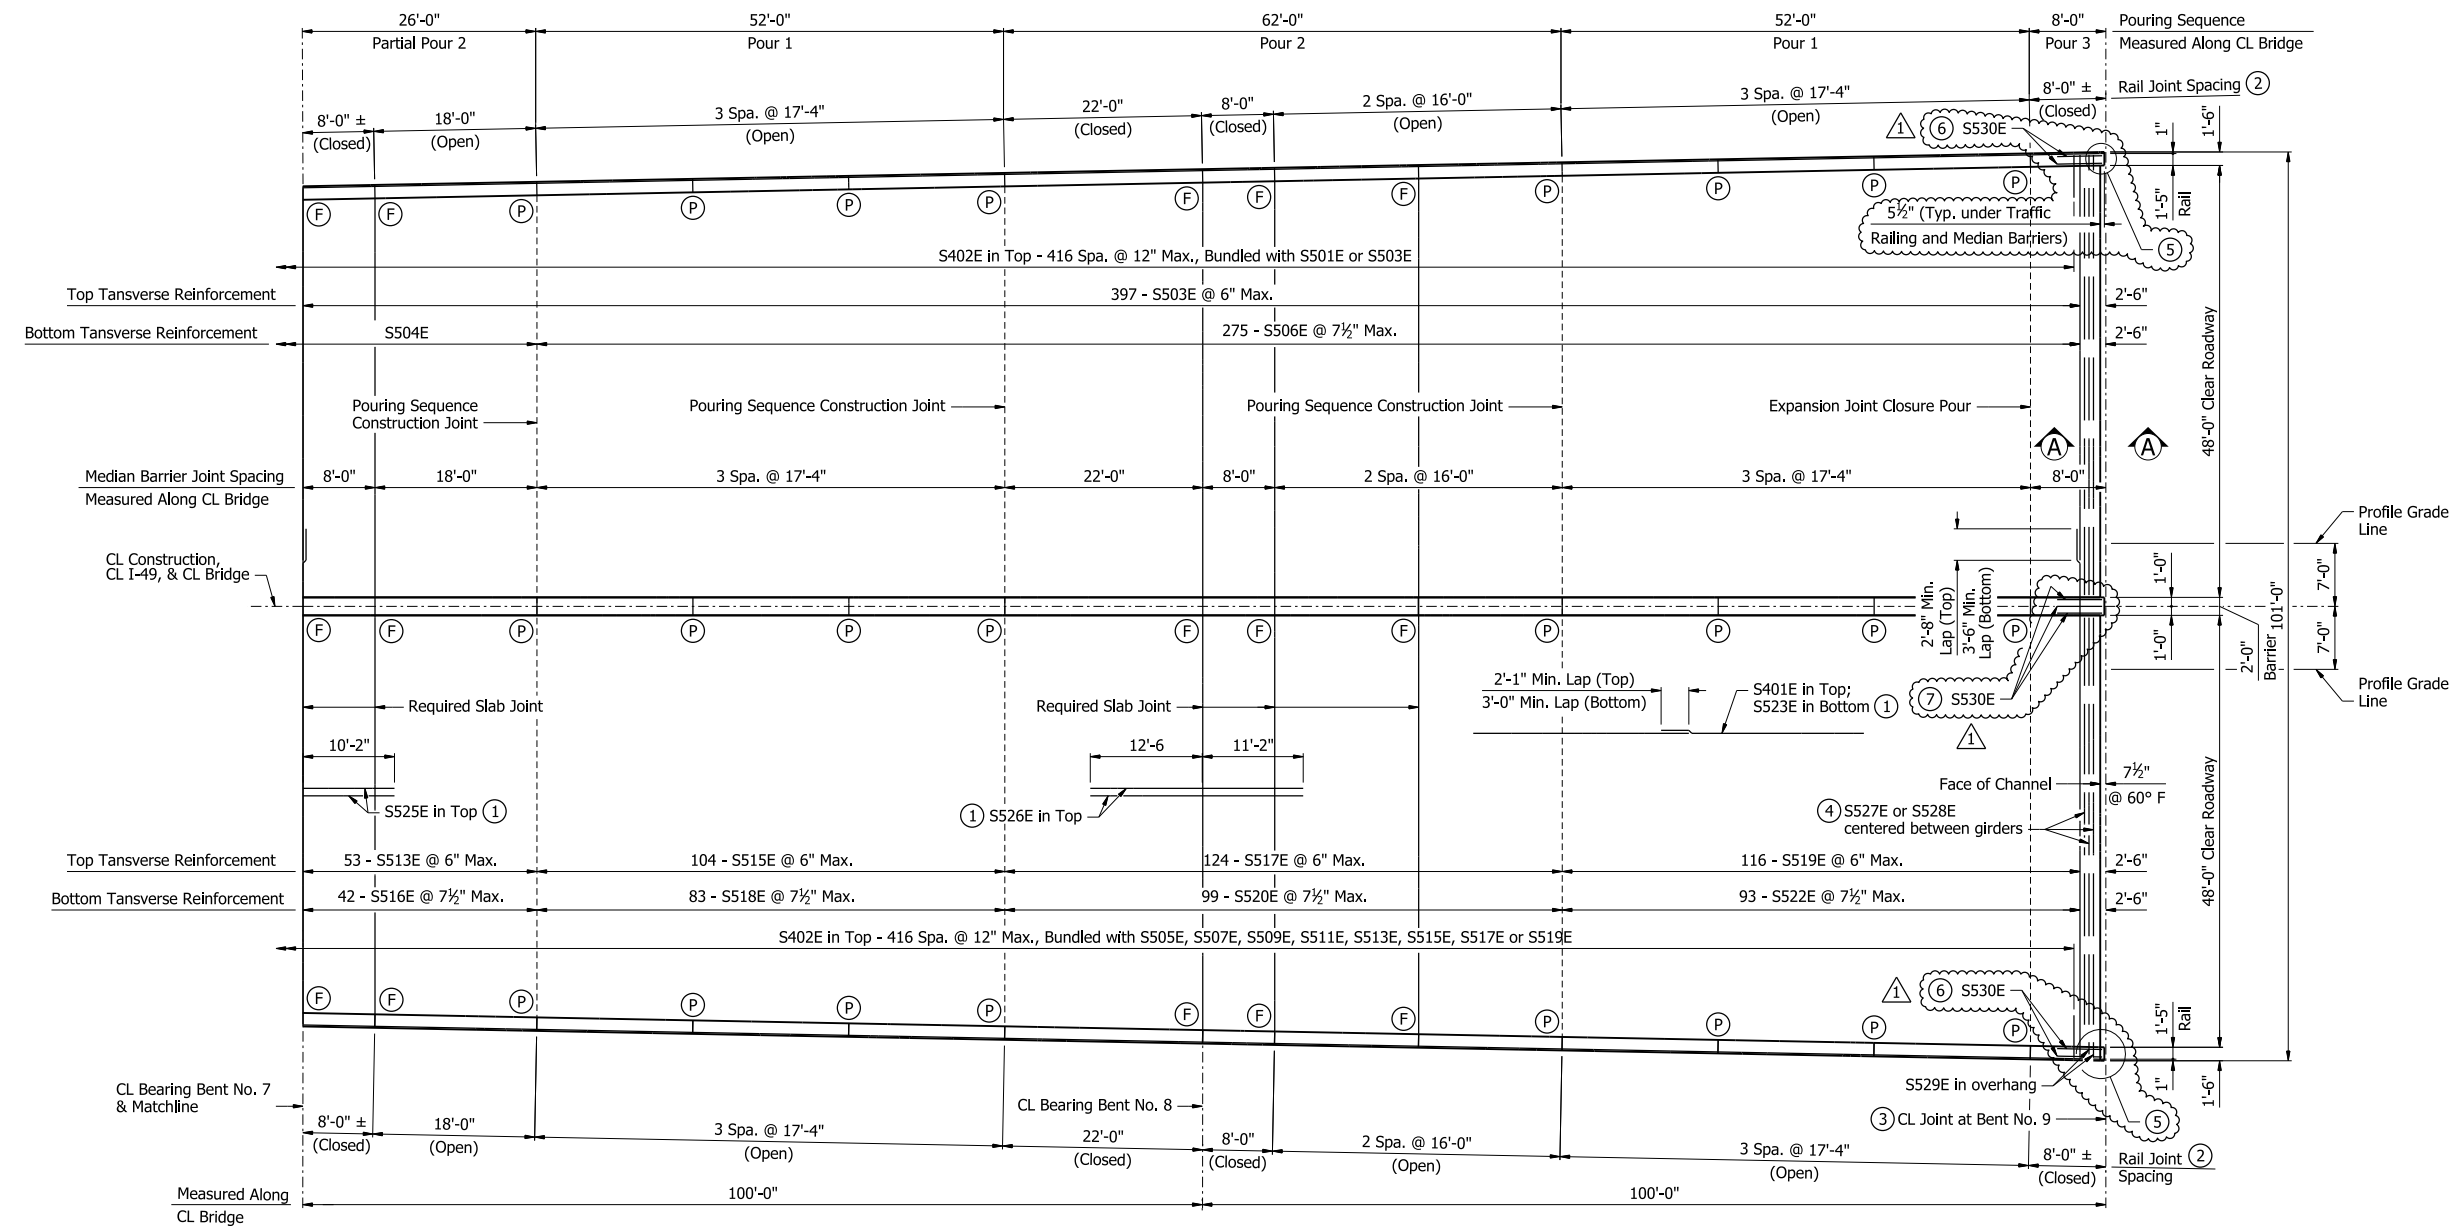 26'-0"
52'-0"
62'-0"
52'-0"
8'-0"
Pouring Sequence
Partial Pour 2
Pour 1
Pour 2
Pour 1
Pour 3
Measured Along CL Bridge
8'-0" ±
(Closed)
18'-0"
(Open)
3 Spa. @ 17'-4"
(Open)
22'-0"
(Closed)
8'-0"
(Closed)
2 Spa. @ 16'-0"
(Open)
3 Spa. @ 17'-4"
(Open)
8'-0" ±
(Closed)
Rail Joint Spacing 2
1
6 S530E
1"
1'-6"
1'-5"
Rail
F F P P P P F F F P P P P
5½" (Typ. under Traffic
Railing and Median Barriers)
5
S402E in Top - 416 Spa. @ 12" Max., Bundled with S501E or S503E
Top Tansverse Reinforcement
397 - S503E @ 6" Max.
2'-6"
Bottom Tansverse Reinforcement
S504E
275 - S506E @ 7½" Max.
2'-6"
48'-0" Clear Roadway
Pouring Sequence
Construction Joint
Pouring Sequence Construction Joint
Pouring Sequence Construction Joint
Expansion Joint Closure Pour
A A
Median Barrier Joint Spacing
Measured Along CL Bridge
8'-0"
18'-0"
3 Spa. @ 17'-4"
22'-0"
8'-0"
2 Spa. @ 16'-0"
3 Spa. @ 17'-4"
8'-0"
Profile Grade
Line
CL Construction,
CL I-49, & CL Bridge
2'-8" Min.
Lap (Top)
3'-6" Min.
Lap (Bottom)
1'-0"
7'-0"
101'-0"
F F P P P P F F F P P P P
1'-0"
7'-0"
2'-0"
Barrier
Profile Grade
Line
Required Slab Joint
Required Slab Joint
2'-1" Min. Lap (Top)
3'-0" Min. Lap (Bottom)
S401E in Top;
S523E in Bottom 1
7 S530E
1
10'-2"
12'-6
11'-2"
S525E in Top 1
1 S526E in Top
Face of Channel
7½"
@ 60° F
4 S527E or S528E
centered between girders
48'-0" Clear Roadway
Top Tansverse Reinforcement
53 - S513E @ 6" Max.
104 - S515E @ 6" Max.
124 - S517E @ 6" Max.
116 - S519E @ 6" Max.
2'-6"
Bottom Tansverse Reinforcement
42 - S516E @ 7½" Max.
83 - S518E @ 7½" Max.
99 - S520E @ 7½" Max.
93 - S522E @ 7½" Max.
2'-6"
S402E in Top - 416 Spa. @ 12" Max., Bundled with S505E, S507E, S509E, S511E, S513E, S515E, S517E or S519E
1
6 S530E
F F P P P P F F F P P P P
1'-5"
Rail
1"
1'-6"
S529E in overhang
CL Bearing Bent No. 7
& Matchline
CL Bearing Bent No. 8
3 CL Joint at Bent No. 9
5
8'-0" ±
(Closed)
18'-0"
(Open)
3 Spa. @ 17'-4"
(Open)
22'-0"
(Closed)
8'-0"
(Closed)
2 Spa. @ 16'-0"
(Open)
3 Spa. @ 17'-4"
(Open)
8'-0" ±
(Closed)
Rail Joint 2
Spacing
Measured Along
CL Bridge
100'-0"
100'-0"